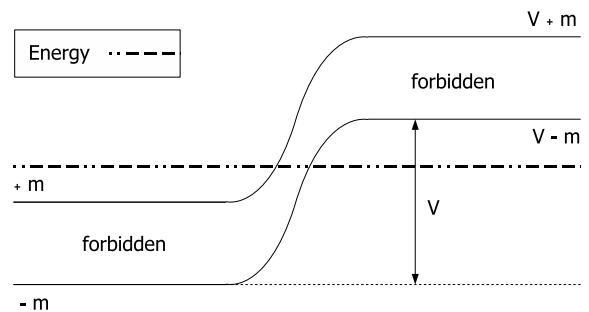 V + m
Energy
forbidden
V - m
+ m
V
forbidden
- m